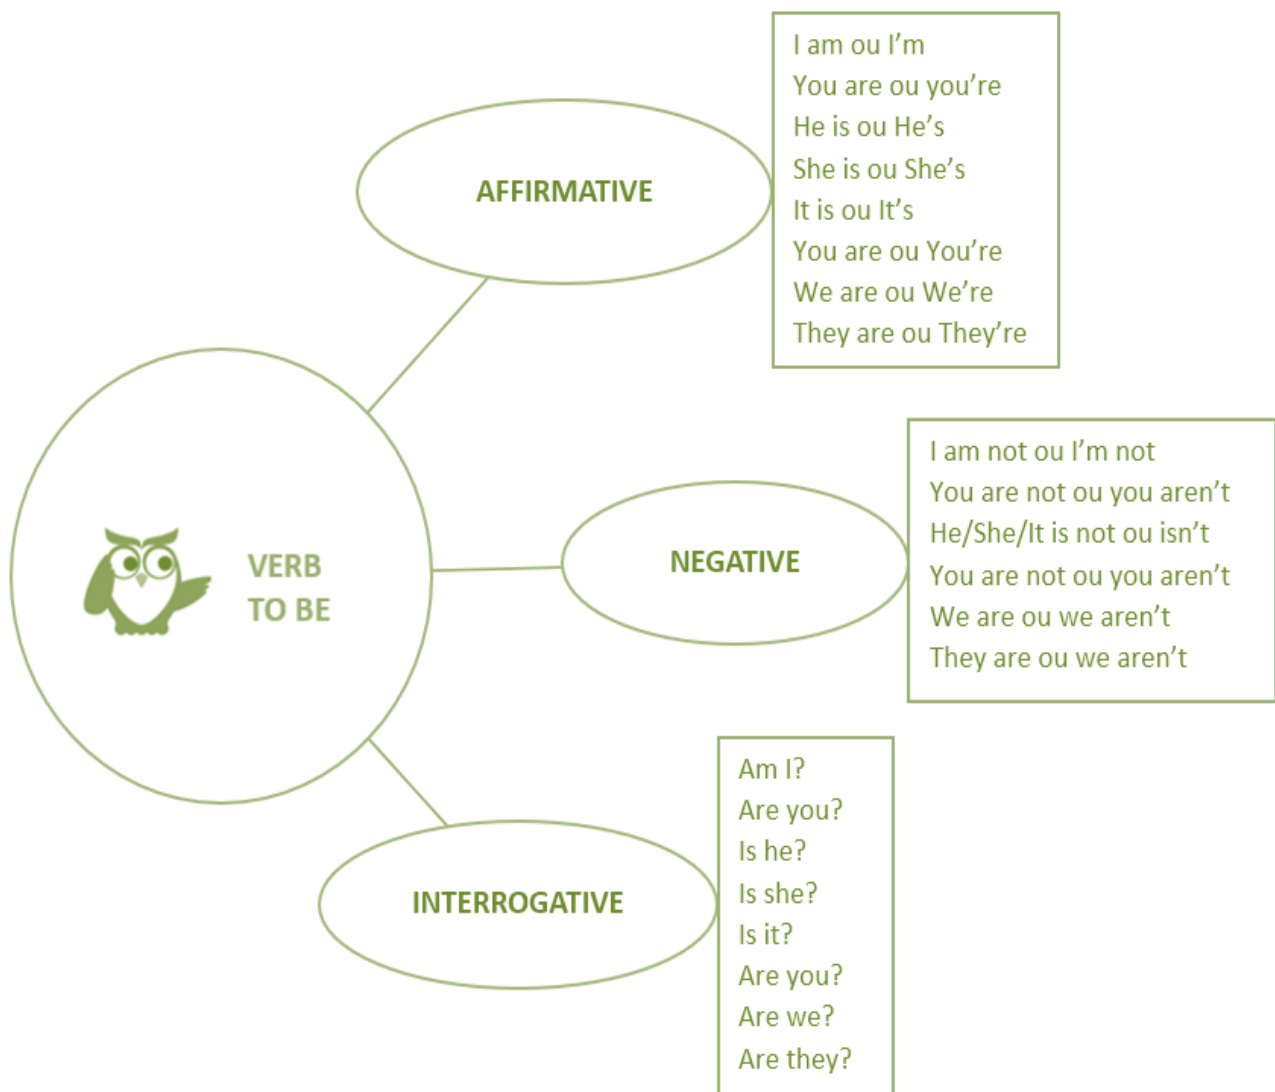 VERB
TO BE
AFFIRMATIVE
I am ou I'm
You are ou you're
He is ou He's
She is ou She's
It is ou It's
You are ou You're
We are ou We're
They are ou They're
NEGATIVE
I am not ou I'm not
You are not ou you aren't
He/She/It is not ou isn't
You are not ou you aren't
We are ou we aren't
They are ou we aren't
INTERROGATIVE
Am I?
Are you?
Is he?
Is she?
Is it?
Are you?
Are we?
Are they?